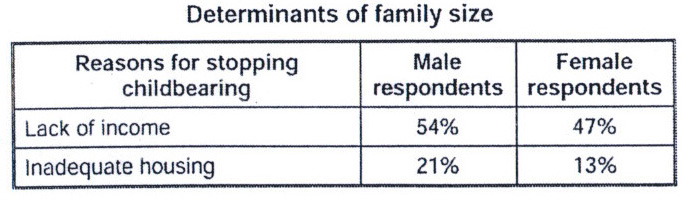 Determinants of family size
Reasons for stopping childbearing Male respondents Female respondents
Lack of income 54% 47%
Inadequate housing 21% 13%